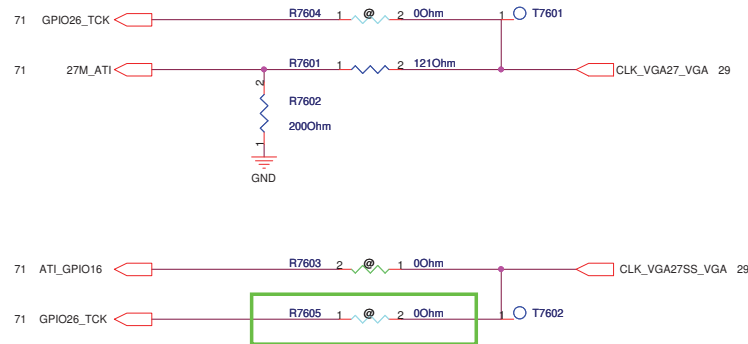 71 GPIO26_TCK R7604 1 @ 2 0Ohm 1 T7601
71 27M_ATI R7601 1 2 121Ohm CLK_VGA27_VGA 29
2 R7602
200Ohm
1
GND
71 ATI_GPIO16 R7603 2 @ 1 0Ohm CLK_VGA27SS_VGA 29
71 GPIO26_TCK R7605 1 @ 2 0Ohm 1 T7602